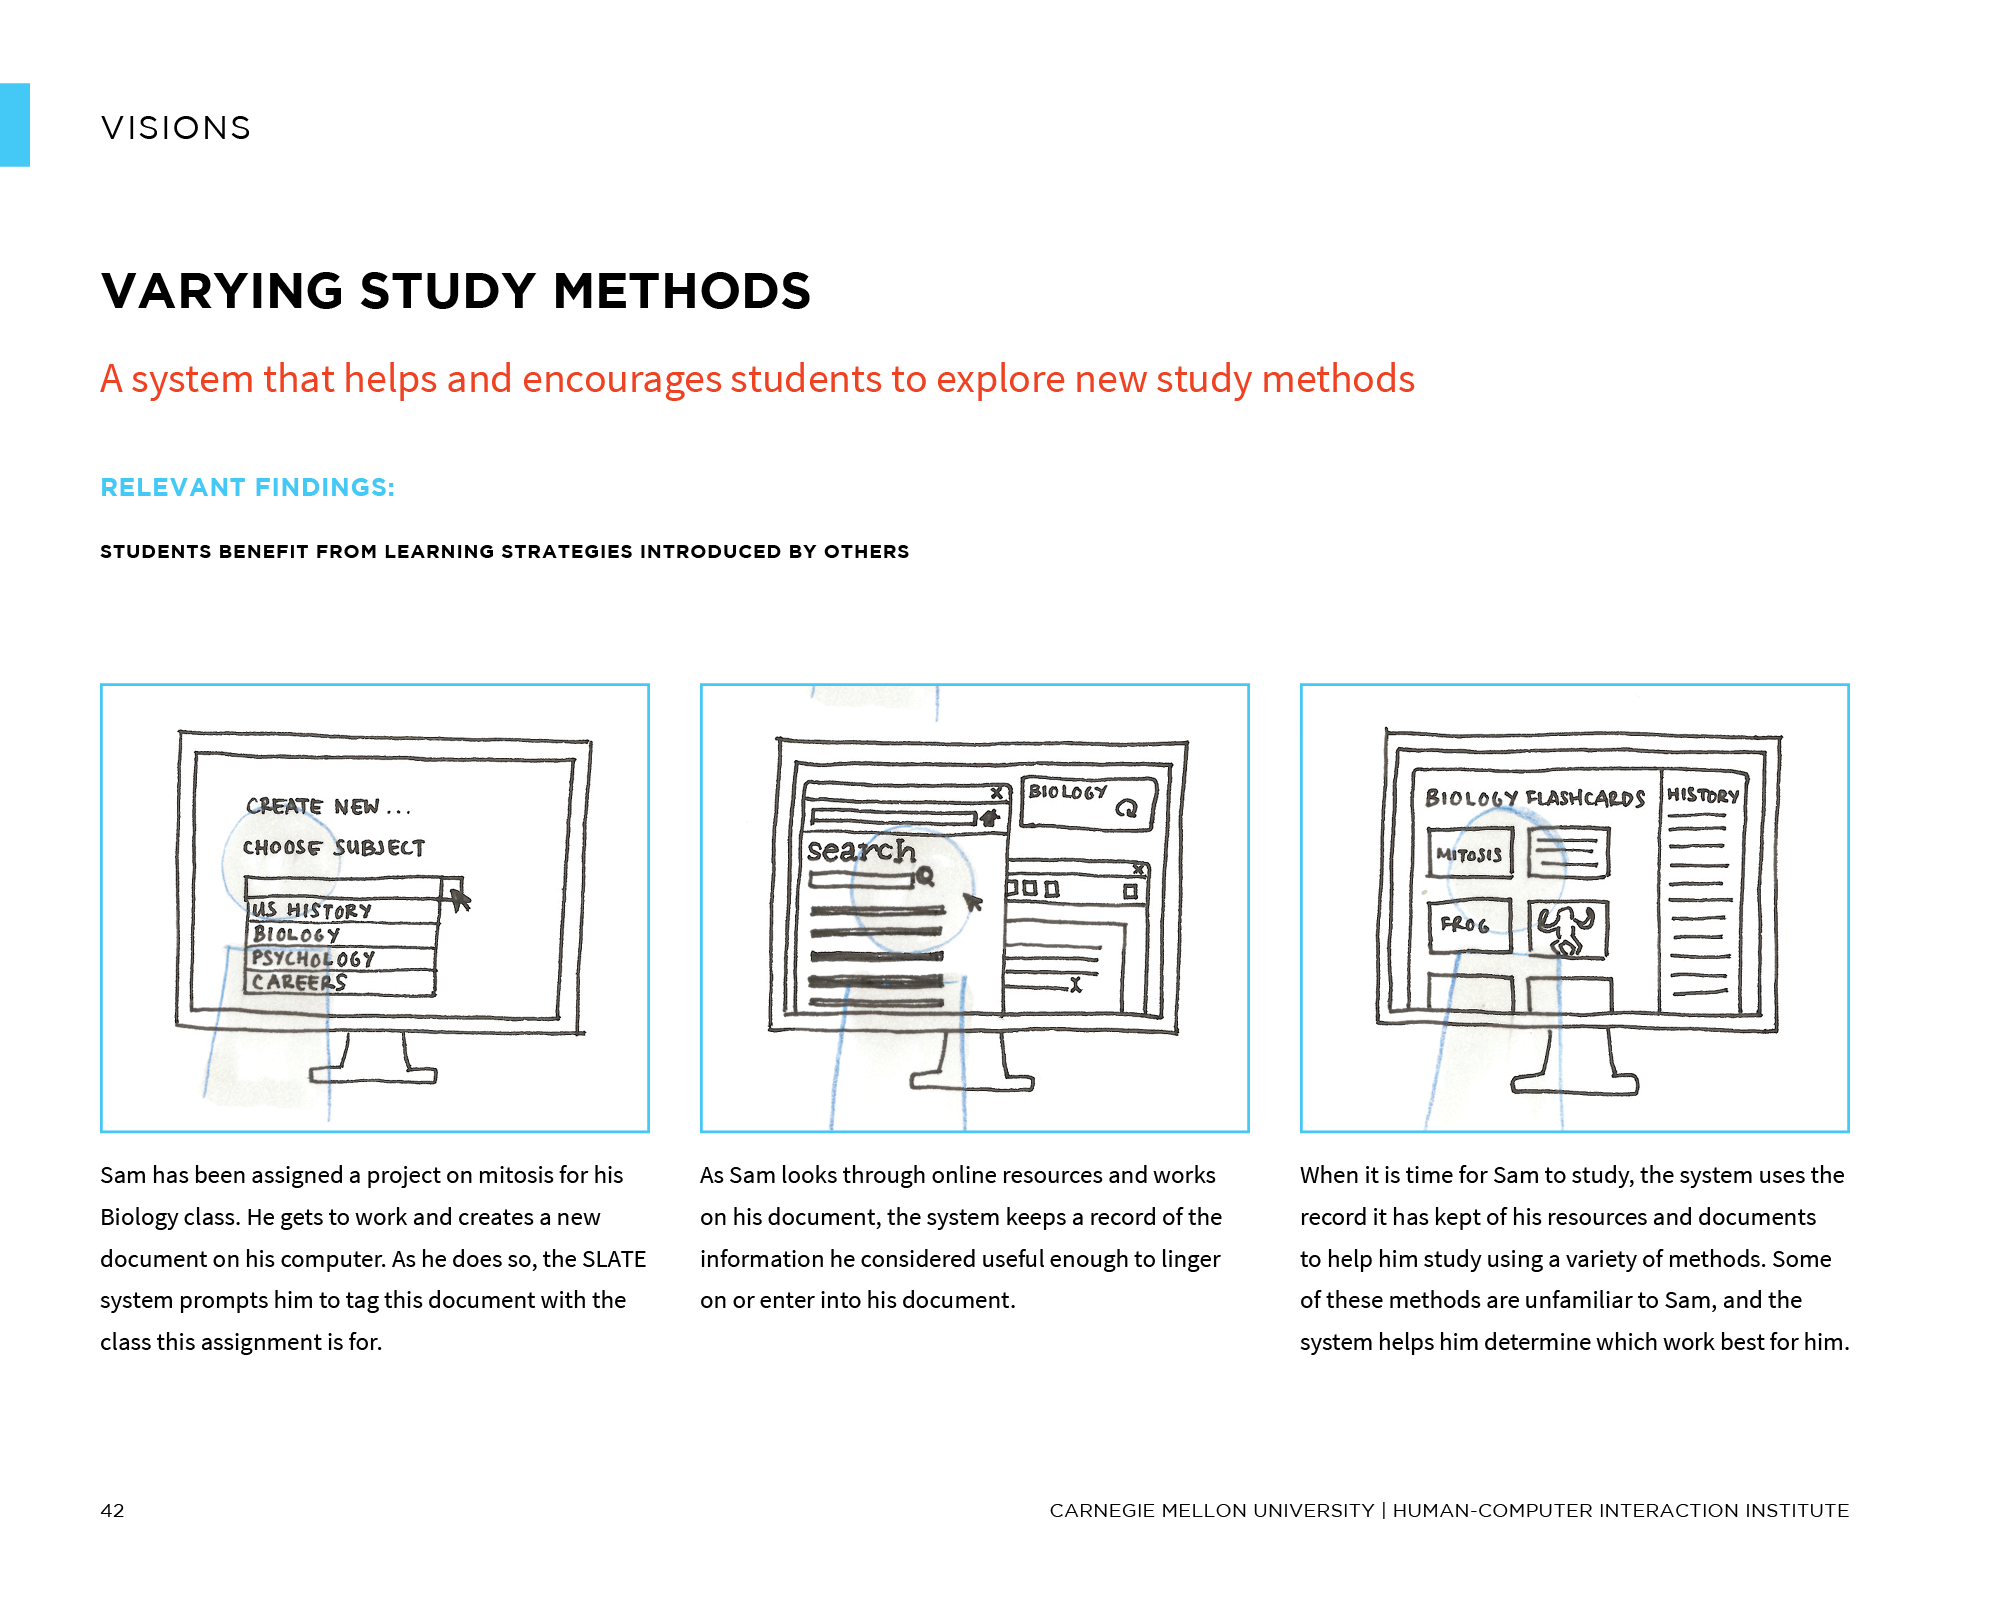 VISIONS
VARYING STUDY METHODS
A system that helps and encourages students to explore new study methods
RELEVANT FINDINGS:
STUDENTS BENEFIT FROM LEARNING STRATEGIES INTRODUCED BY OTHERS
CREATE NEW...
CHOOSE SUBJECT
US HISTORY
BIOLOGY
PSYCHOLOGY
CAREERS
BIOLOGY
search
BIOLOGY FLASHCARDS
HISTORY
MITOSIS
FROG
Sam has been assigned a project on mitosis for his
Biology class. He gets to work and creates a new
document on his computer. As he does so, the SLATE
system prompts him to tag this document with the
class this assignment is for.
As Sam looks through online resources and works
on his document, the system keeps a record of the
information he considered useful enough to linger
on or enter into his document.
When it is time for Sam to study, the system uses the
record it has kept of his resources and documents
to help him study using a variety of methods. Some
of these methods are unfamiliar to Sam, and the
system helps him determine which work best for him.
42
CARNEGIE MELLON UNIVERSITY | HUMAN-COMPUTER INTERACTION INSTITUTE